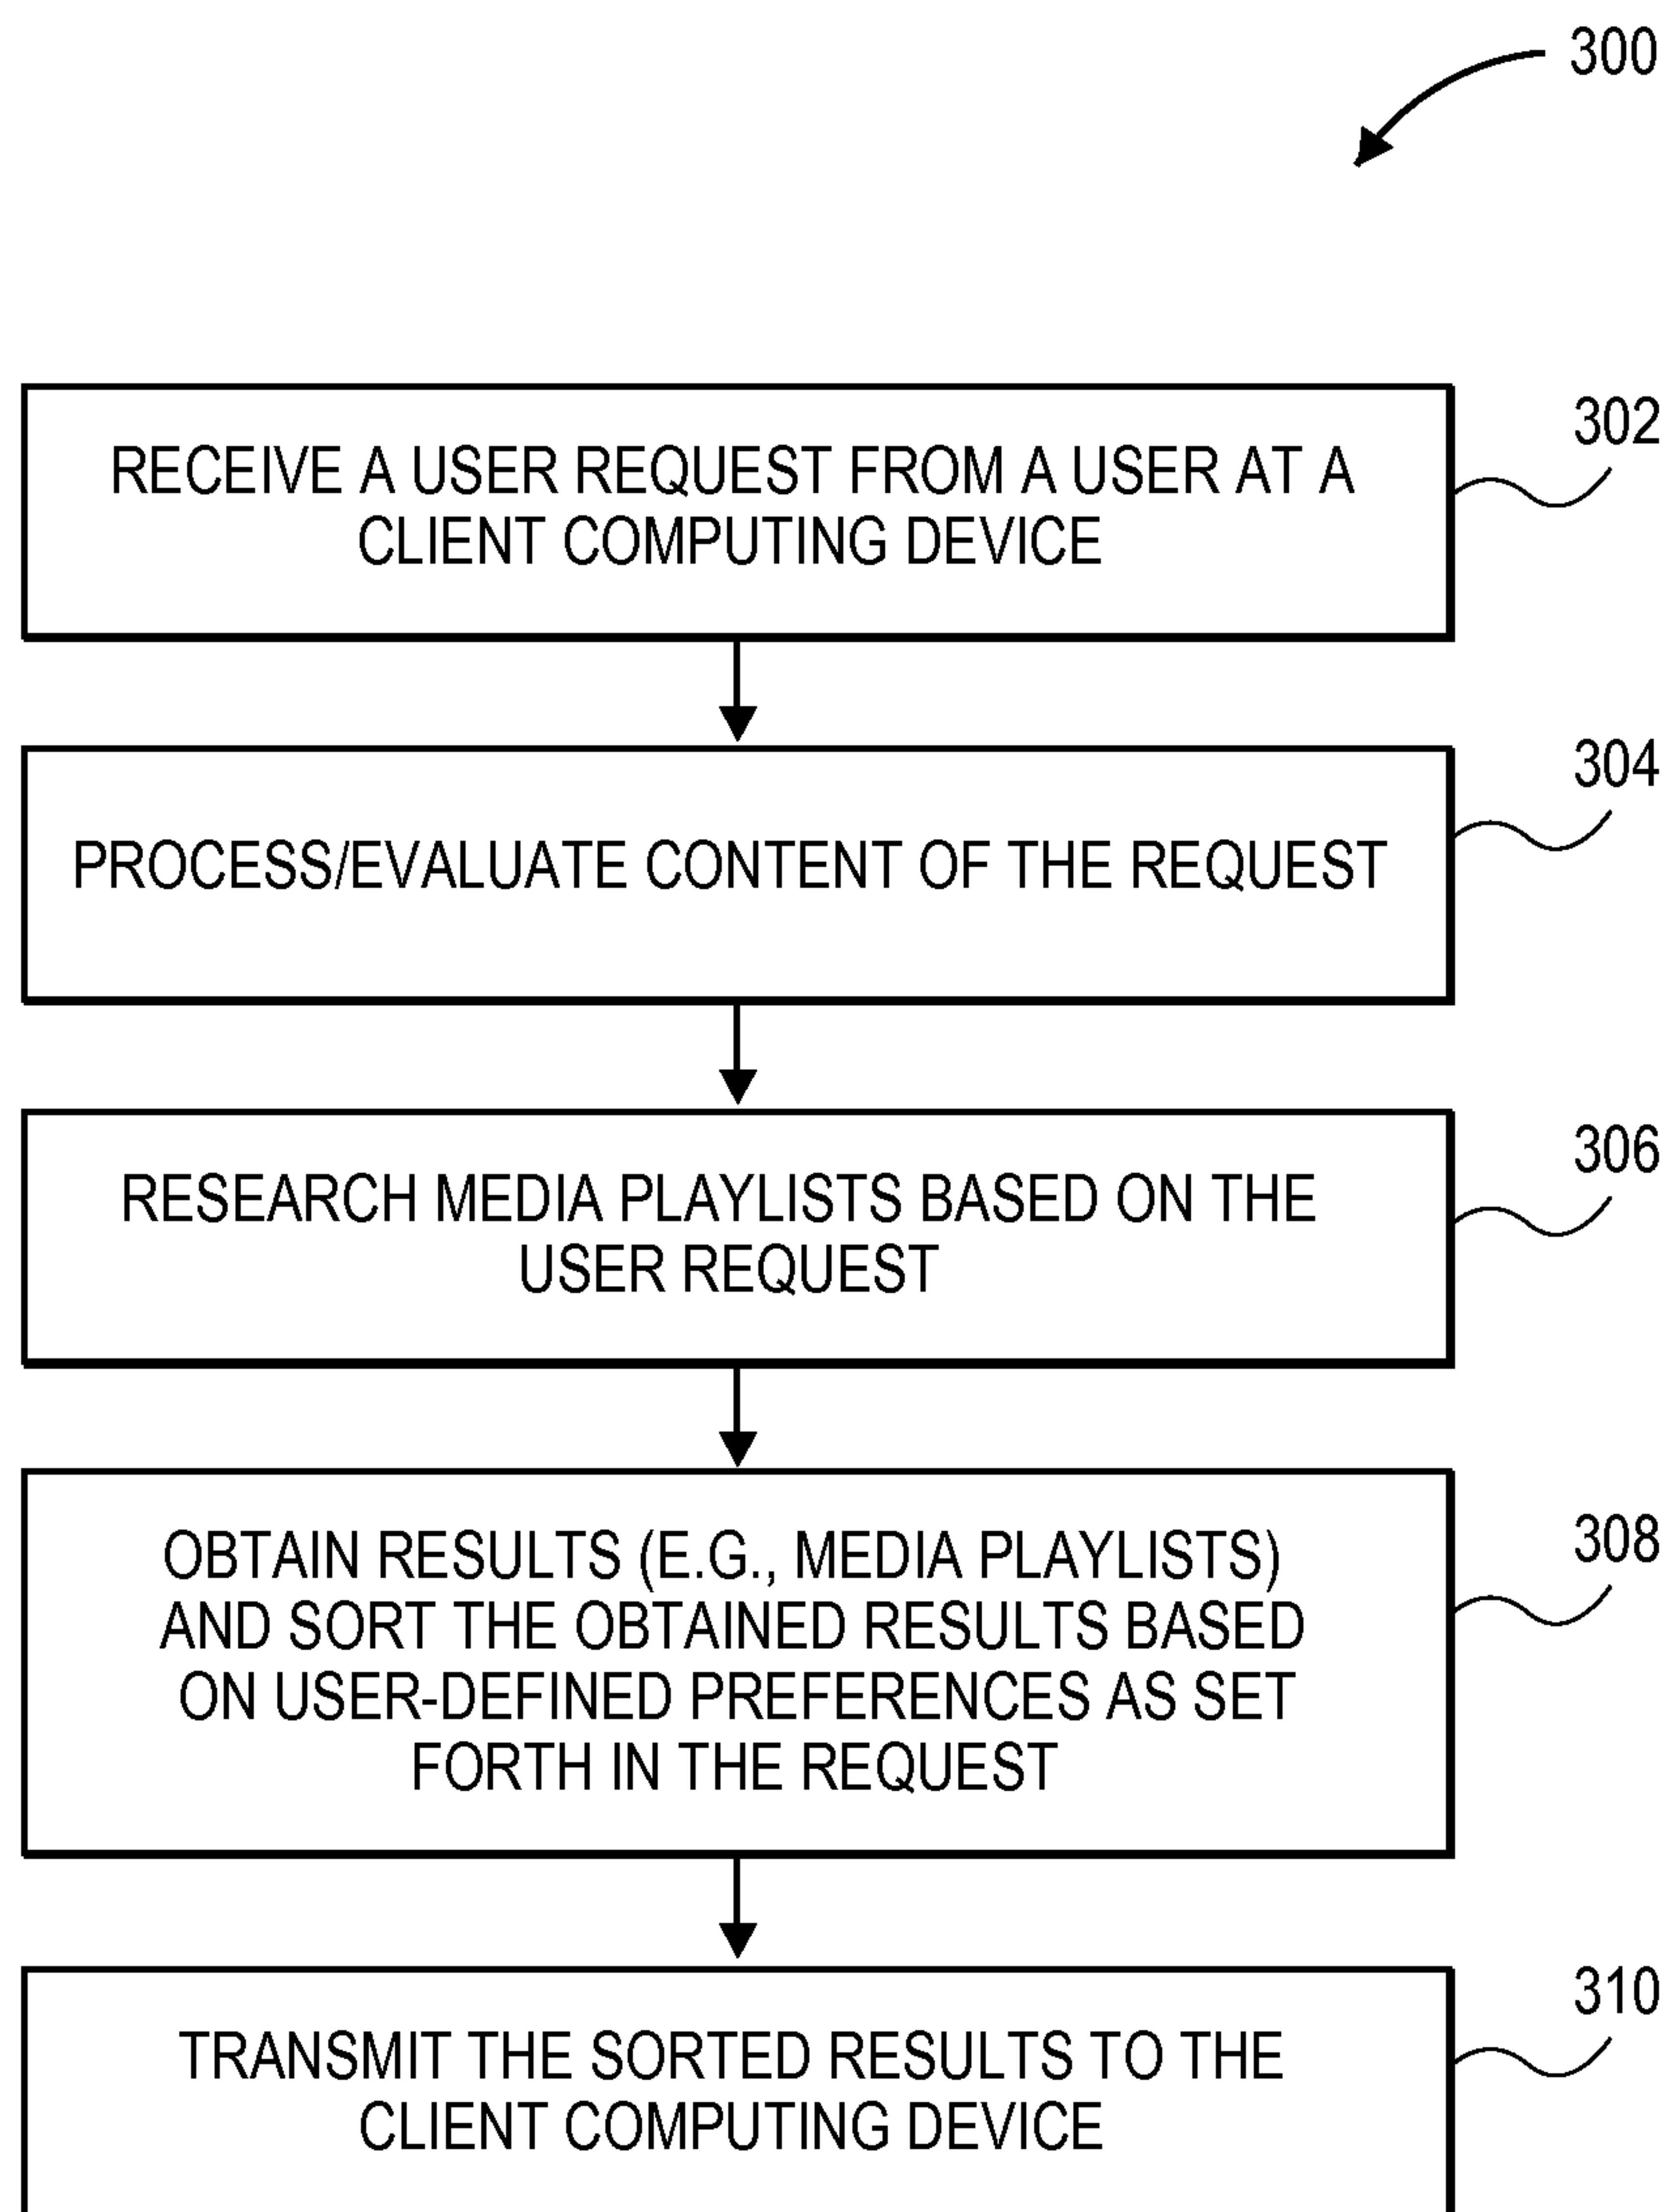 300
302
RECEIVE A USER REQUEST FROM A USER AT A
CLIENT COMPUTING DEVICE
304
PROCESS/EVALUATE CONTENT OF THE REQUEST
306
RESEARCH MEDIA PLAYLISTS BASED ON THE
USER REQUEST
308
OBTAIN RESULTS (E.G., MEDIA PLAYLISTS)
AND SORT THE OBTAINED RESULTS BASED
ON USER-DEFINED PREFERENCES AS SET
FORTH IN THE REQUEST
310
TRANSMIT THE SORTED RESULTS TO THE
CLIENT COMPUTING DEVICE